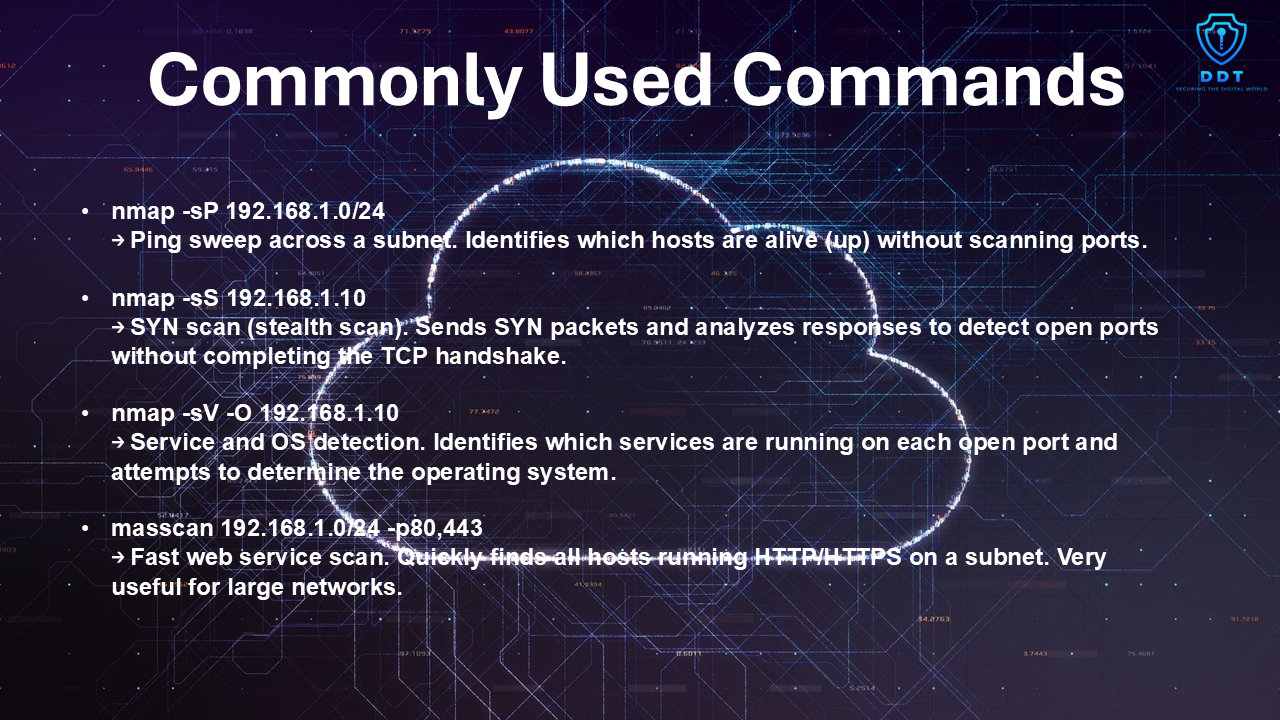 Commonly Used Commands
DDT
SECURING THE DIGITAL WORLD
• nmap -sP 192.168.1.0/24
→ Ping sweep across a subnet. Identifies which hosts are alive (up) without scanning ports.
• nmap -sS 192.168.1.10
→ SYN scan (stealth scan). Sends SYN packets and analyzes responses to detect open ports
without completing the TCP handshake.
• nmap -sV -O 192.168.1.10
→ Service and OS detection. Identifies which services are running on each open port and
attempts to determine the operating system.
• masscan 192.168.1.0/24 -p80,443
→ Fast web service scan. Quickly finds all hosts running HTTP/HTTPS on a subnet. Very
useful for large networks.